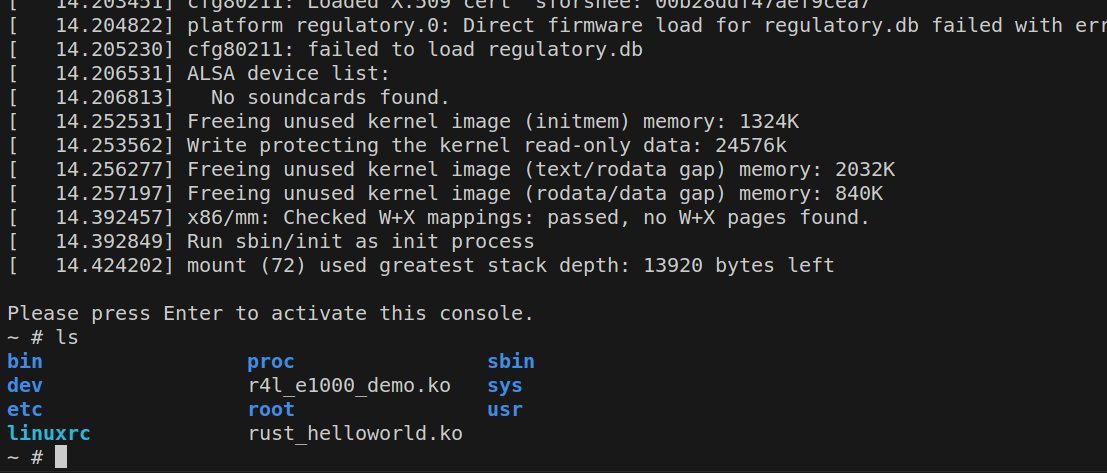 [   14.203451] cfg80211: Loaded X.509 cert 'sforshee: 00b28ddf47aef9cea7'
[   14.204822] platform regulatory.0: Direct firmware load for regulatory.db failed with err
[   14.205230] cfg80211: failed to load regulatory.db
[   14.206531] ALSA device list:
[   14.206813]   No soundcards found.
[   14.252531] Freeing unused kernel image (initmem) memory: 1324K
[   14.253562] Write protecting the kernel read-only data: 24576k
[   14.256277] Freeing unused kernel image (text/rodata gap) memory: 2032K
[   14.257197] Freeing unused kernel image (rodata/data gap) memory: 840K
[   14.392457] x86/mm: Checked W+X mappings: passed, no W+X pages found.
[   14.392849] Run sbin/init as init process
[   14.424202] mount (72) used greatest stack depth: 13920 bytes left

Please press Enter to activate this console.
~ # ls
bin                 proc                sbin
dev                 r4l_e1000_demo.ko   sys
etc                 root                usr
linuxrc             rust_helloworld.ko
~ #